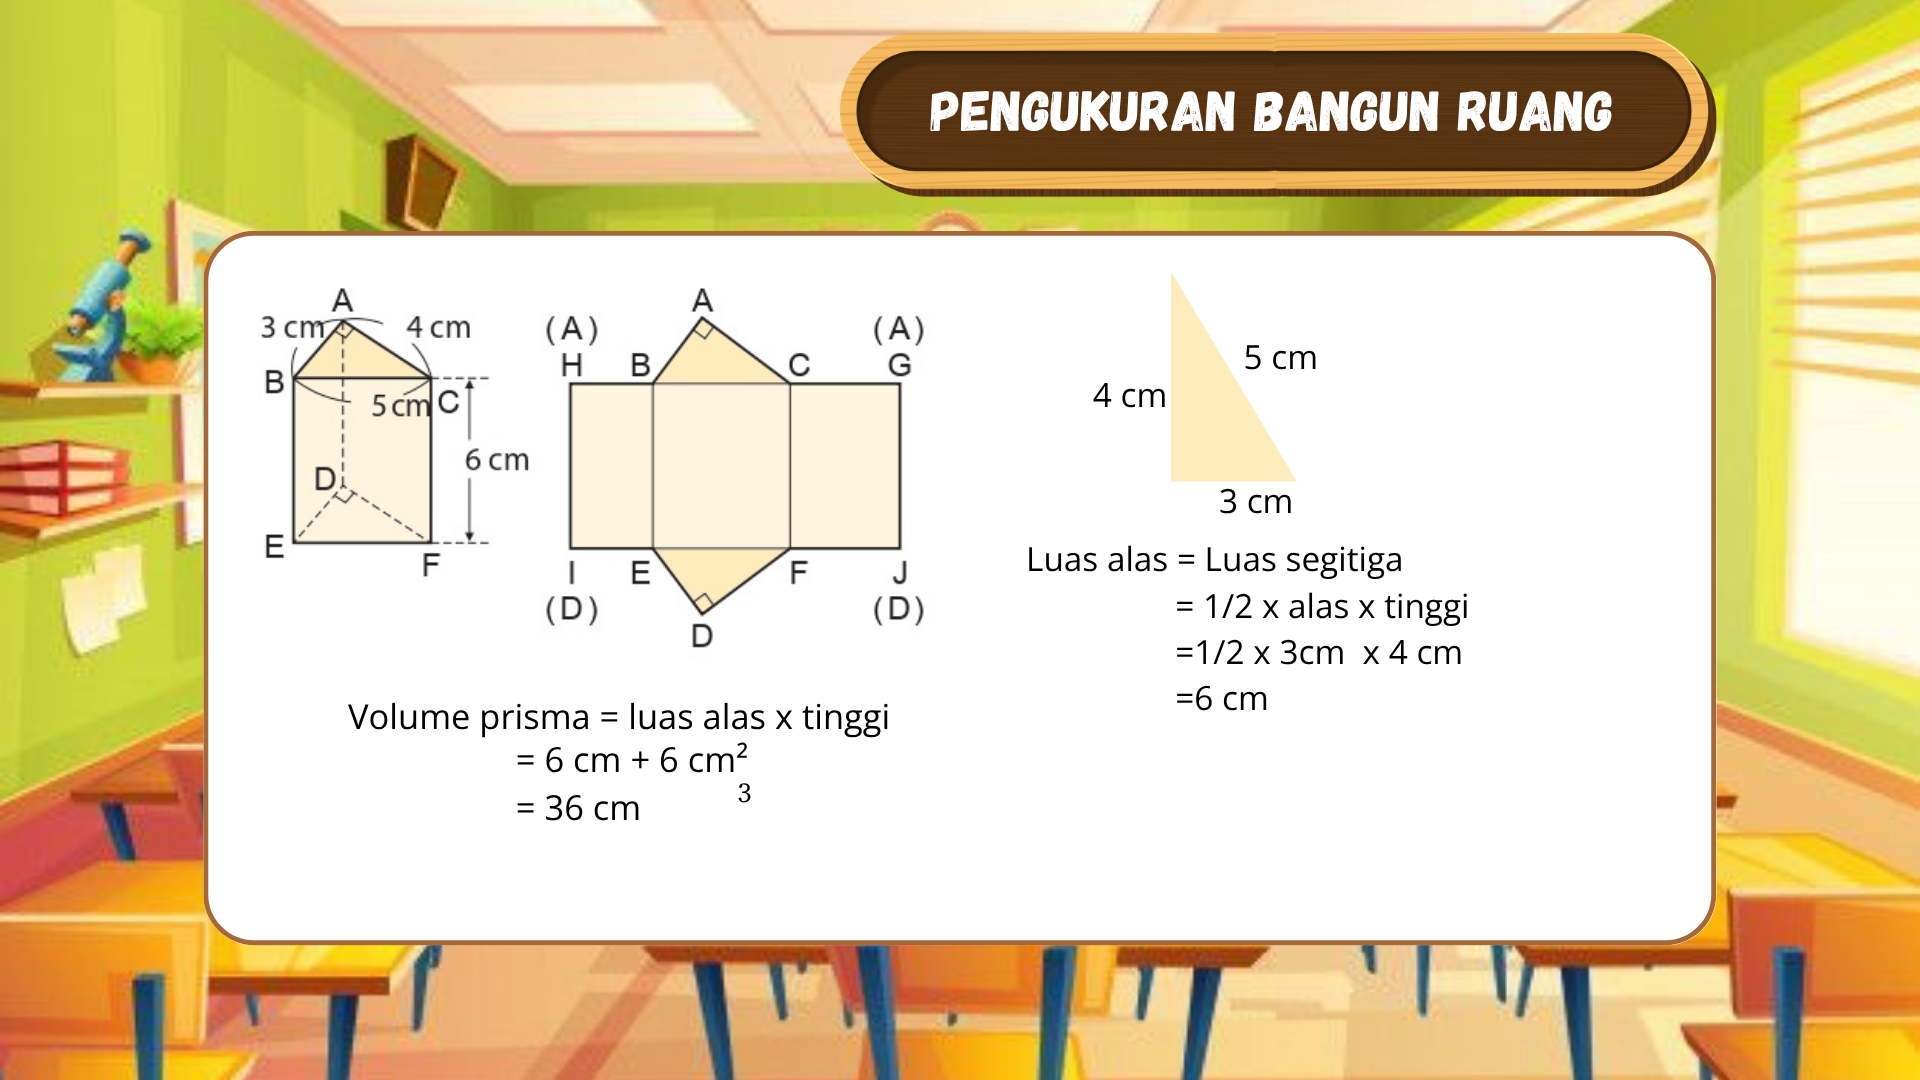 PENGUKURAN BANGUN RUANG
A
3 cm
4 cm
B
5 cm
C
6 cm
D
E
F
A
(A)
(A)
H
B
C
G
I
E
F
J
(D)
(D)
D
5 cm
4 cm
3 cm
Luas alas = Luas segitiga
= 1/2 x alas x tinggi
=1/2 x 3cm x 4 cm
=6 cm
Volume prisma = luas alas x tinggi
= 6 cm + 6 cm²
= 36 cm ³